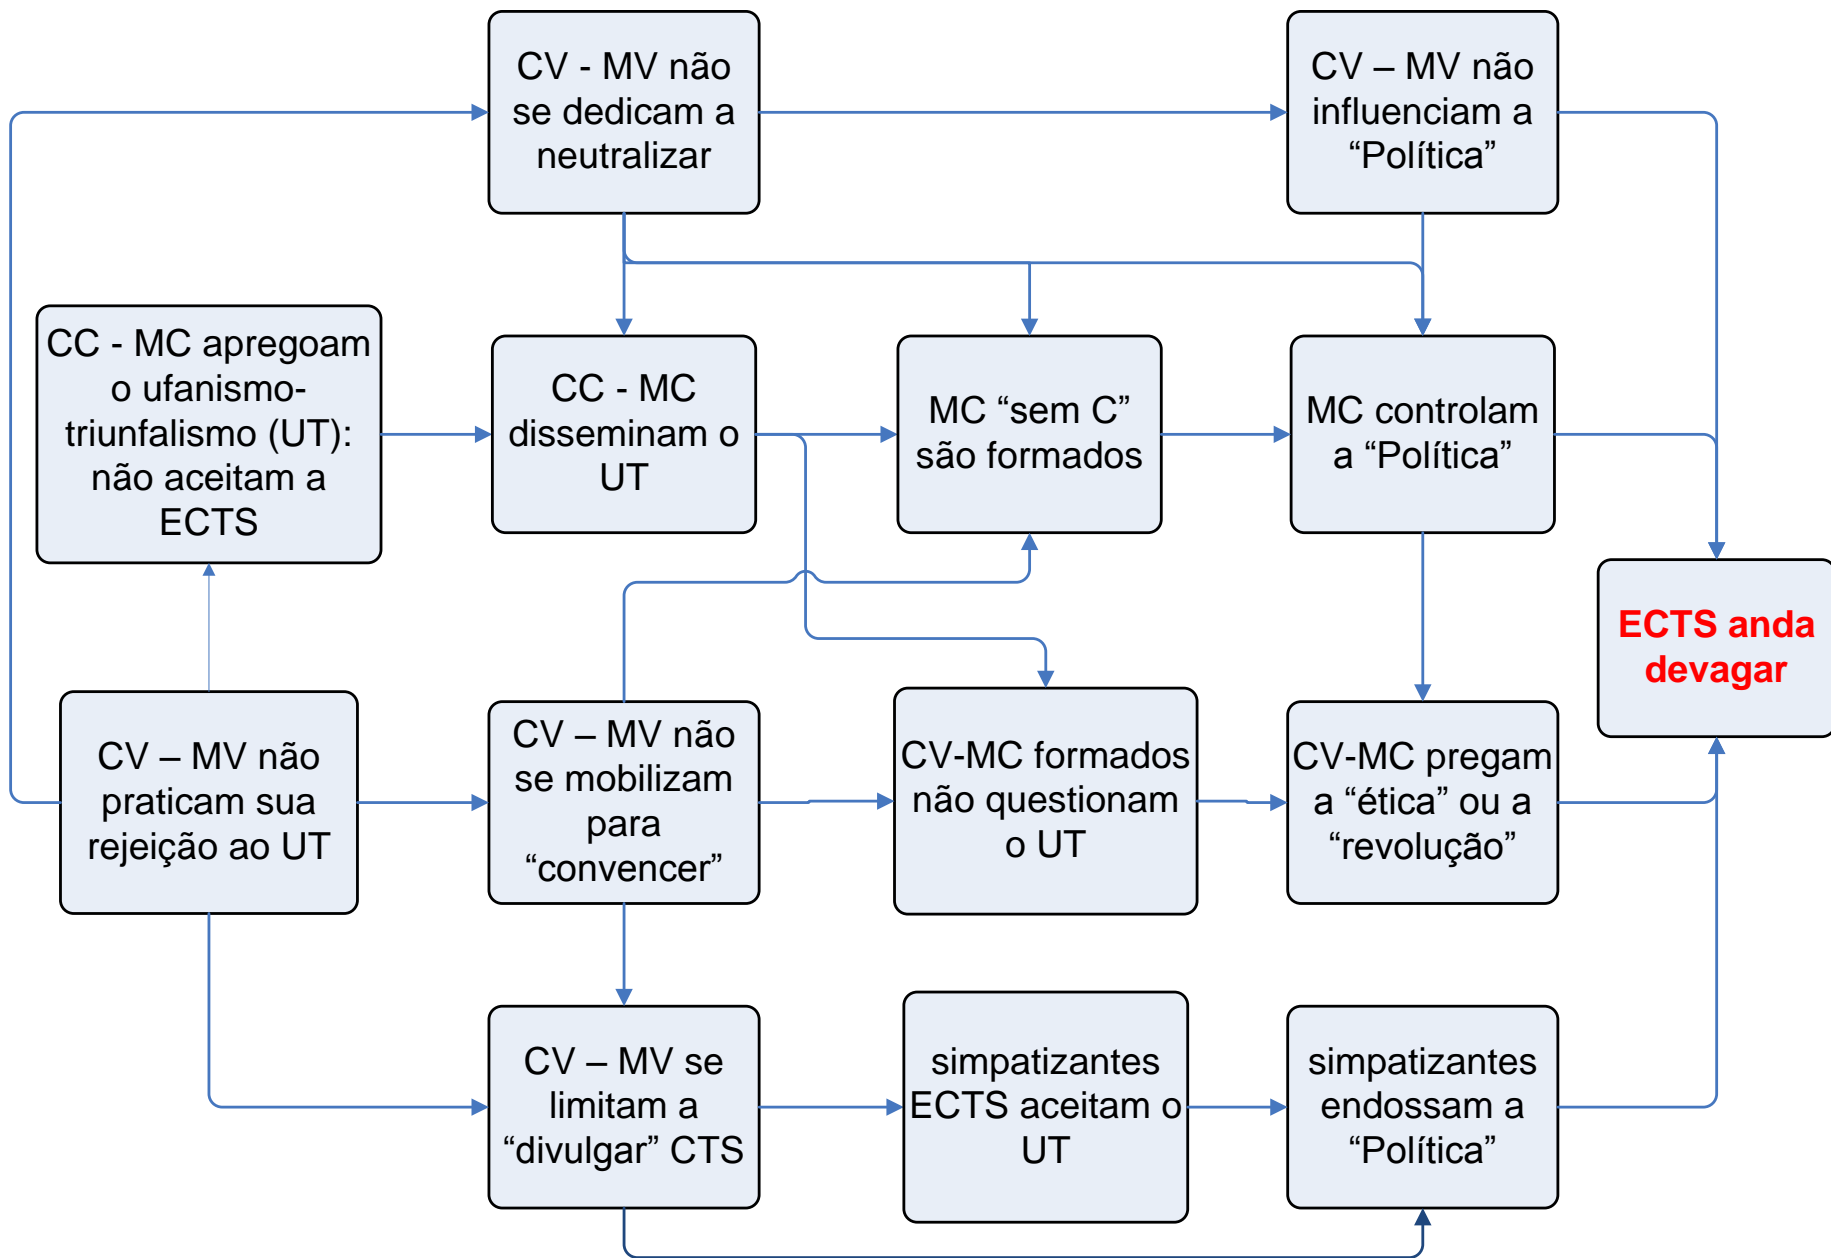 CV - MV não
se dedicam a
neutralizar
CV – MV não
influenciam a
“Política”
CC - MC apregoam
o ufanismo-
triunfalismo (UT):
não aceitam a
ECTS
CC - MC
disseminam o
UT
MC “sem C”
são formados
MC controlam
a “Política”
ECTS anda
devagar
CV – MV não
praticam sua
rejeição ao UT
CV – MV não
se mobilizam
para
“convencer”
CV-MC formados
não questionam
o UT
CV-MC pregam
a “ética” ou a
“revolução”
CV – MV se
limitam a
“divulgar” CTS
simpatizantes
ECTS aceitam o
UT
simpatizantes
endossam a
“Política”